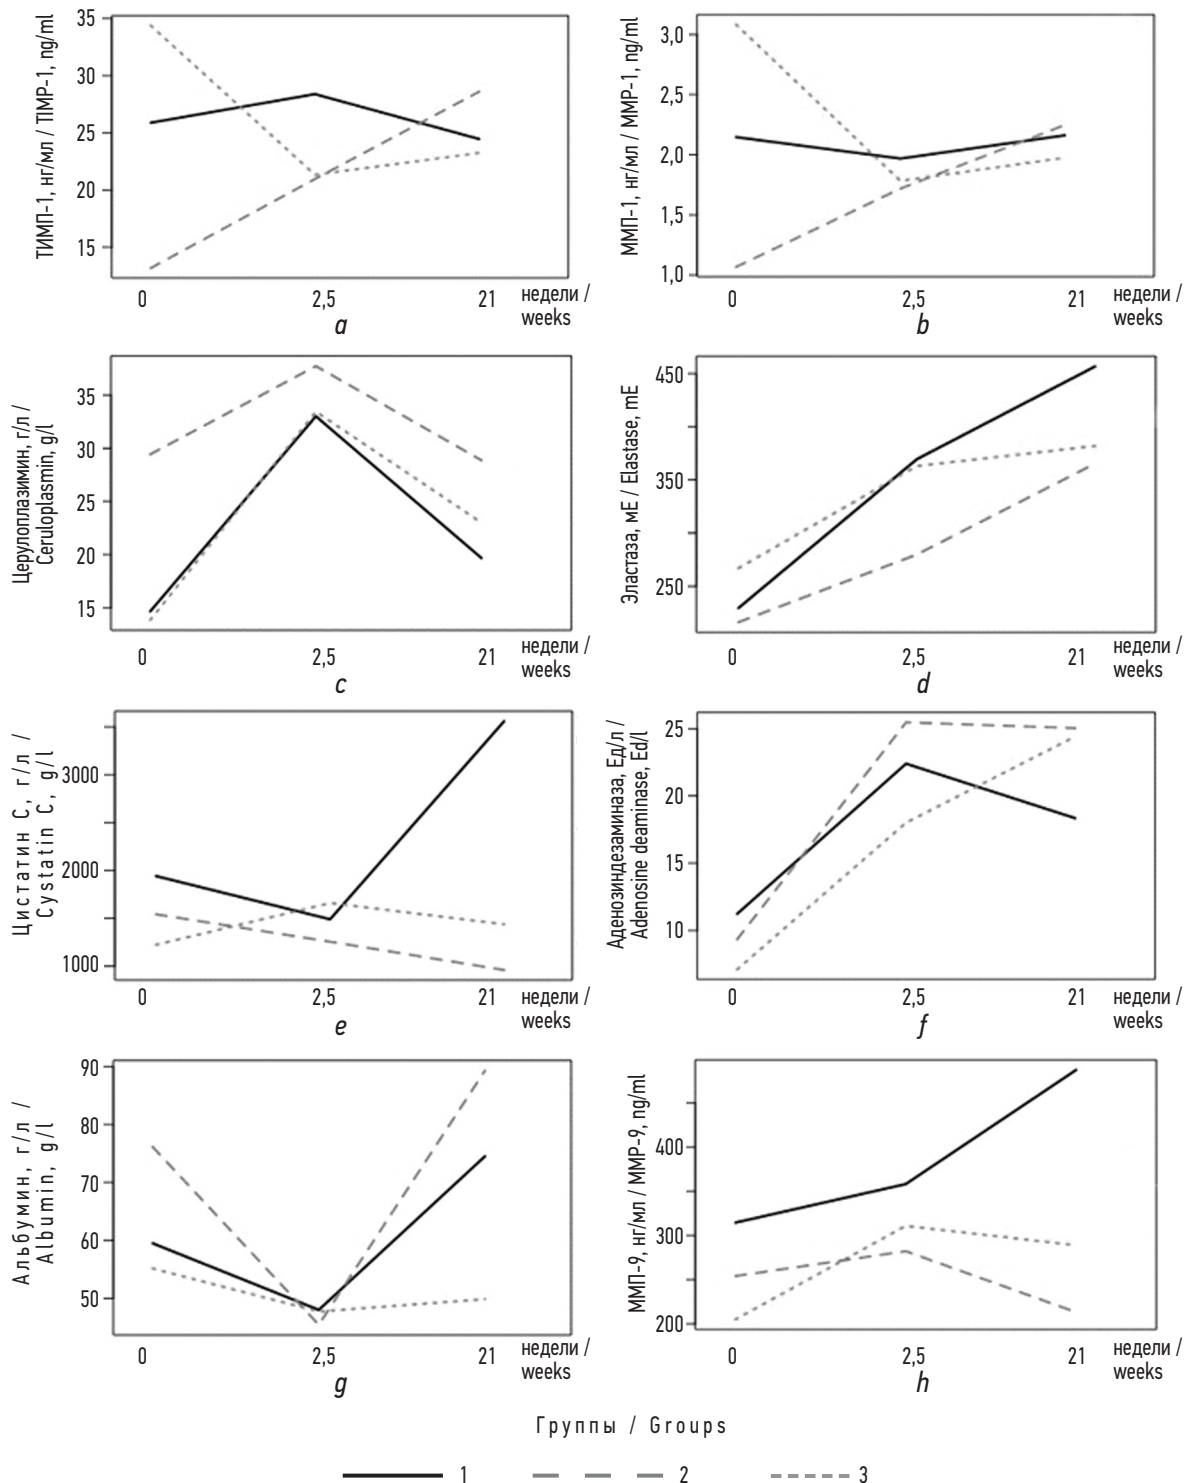 ТИМП-1, нг/мл / TIMP-1, ng/ml
35
30
25
20
15
0
2,5
21
недели /
weeks
a
ММП-1, нг/мл / MMP-1, ng/ml
3,0
2,5
2,0
1,5
1,0
0
2,5
21
недели /
weeks
b
Церулоплазимин, г/л /
Ceruloplasmin, g/l
35
30
25
20
15
0
2,5
21
недели /
weeks
c
Эластаза, мЕ / Elastase, mE
450
350
250
0
2,5
21
недели /
weeks
d
Цистатин С, г/л /
Cystatin C, g/l
3000
2000
1000
0
2,5
21
недели /
weeks
e
Аденозиндезаминаза, Ед/л /
Adenosine deaminase, Ed/l
25
20
15
10
0
2,5
21
недели /
weeks
f
Альбумин, г/л /
Albumin, g/l
90
80
70
60
50
0
2,5
21
недели /
weeks
g
ММП-9, нг/мл / MMP-9, ng/ml
400
300
200
0
2,5
21
недели /
weeks
h
Группы / Groups
1 2 3